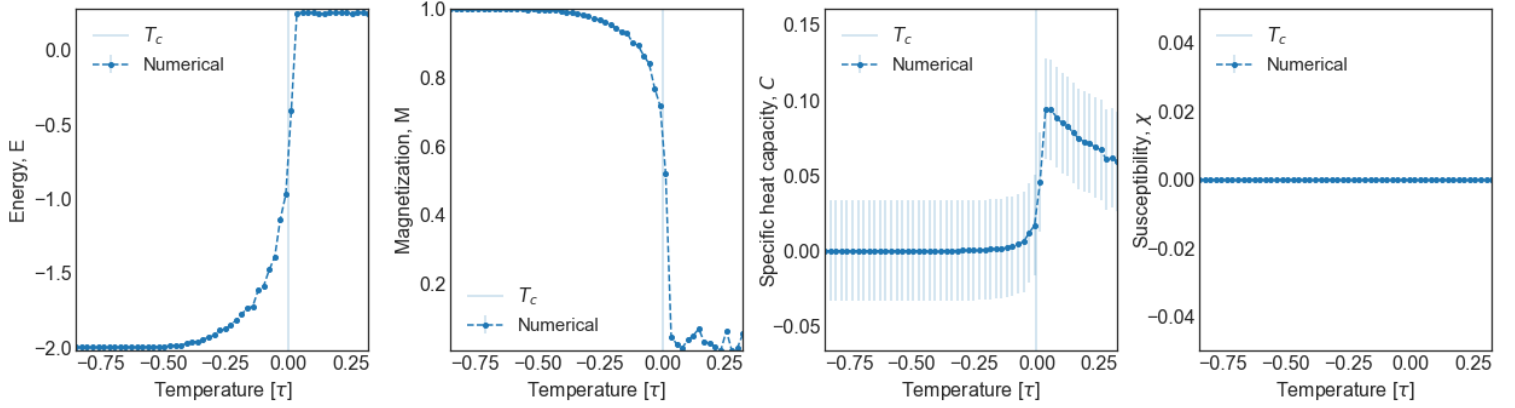 Energy, E
0.0
−0.5
−1.0
−1.5
−2.0
T_c
Numerical
−0.75 −0.50 −0.25 0.00 0.25
Temperature [τ]
Magnetization, M
1.0
0.8
0.6
0.4
0.2
T_c
Numerical
−0.75 −0.50 −0.25 0.00 0.25
Temperature [τ]
Specific heat capacity, C
0.15
0.10
0.05
0.00
−0.05
T_c
Numerical
−0.75 −0.50 −0.25 0.00 0.25
Temperature [τ]
Susceptibility, χ
0.04
0.02
0.00
−0.02
−0.04
T_c
Numerical
−0.75 −0.50 −0.25 0.00 0.25
Temperature [τ]